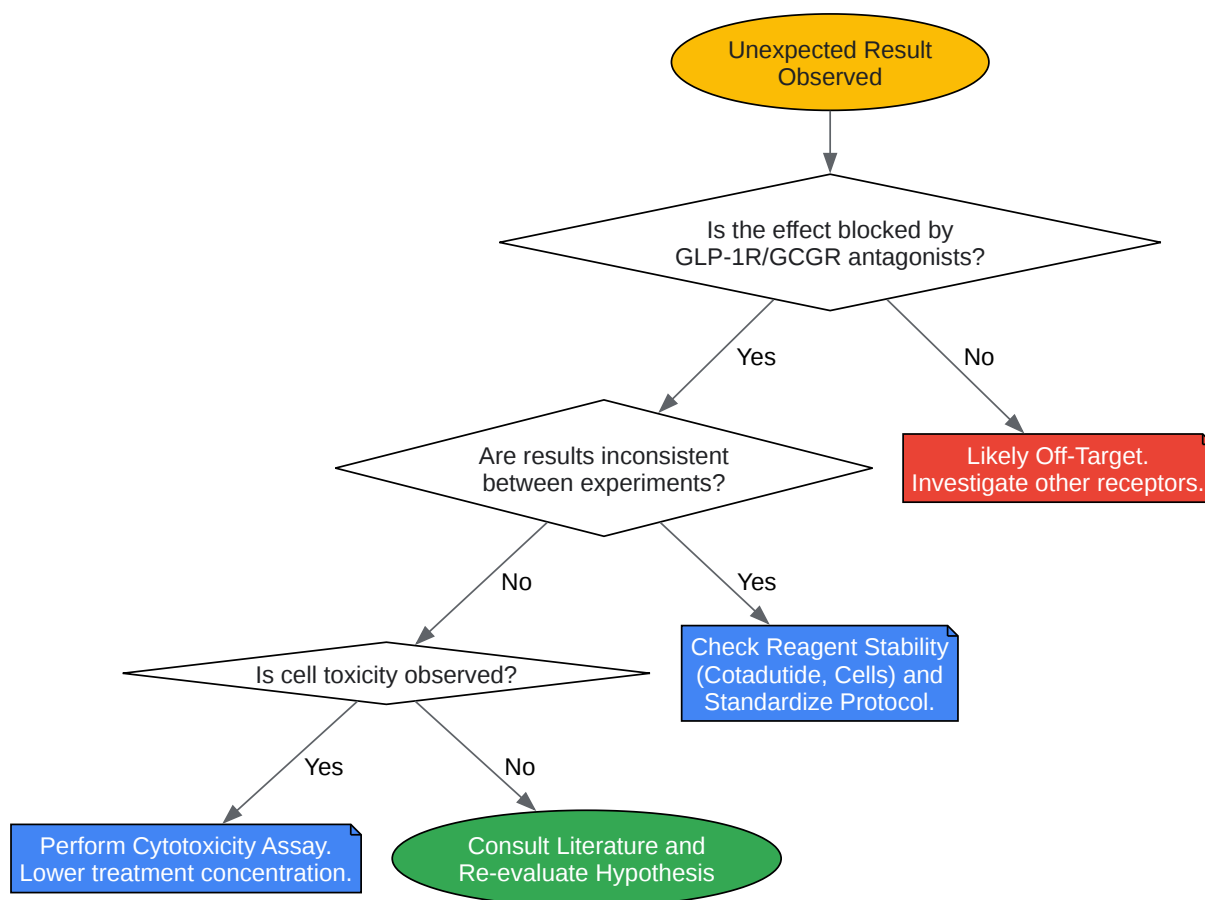 Unexpected Result
Observed
Is the effect blocked by
GLP-1R/GCGR antagonists?
Yes
No
Are results inconsistent
between experiments?
Likely Off-Target.
Investigate other receptors.
No
Yes
Is cell toxicity observed?
Check Reagent Stability
(Cotadutide, Cells) and
Standardize Protocol.
Yes
No
Perform Cytotoxicity Assay.
Lower treatment concentration.
Consult Literature and
Re-evaluate Hypothesis